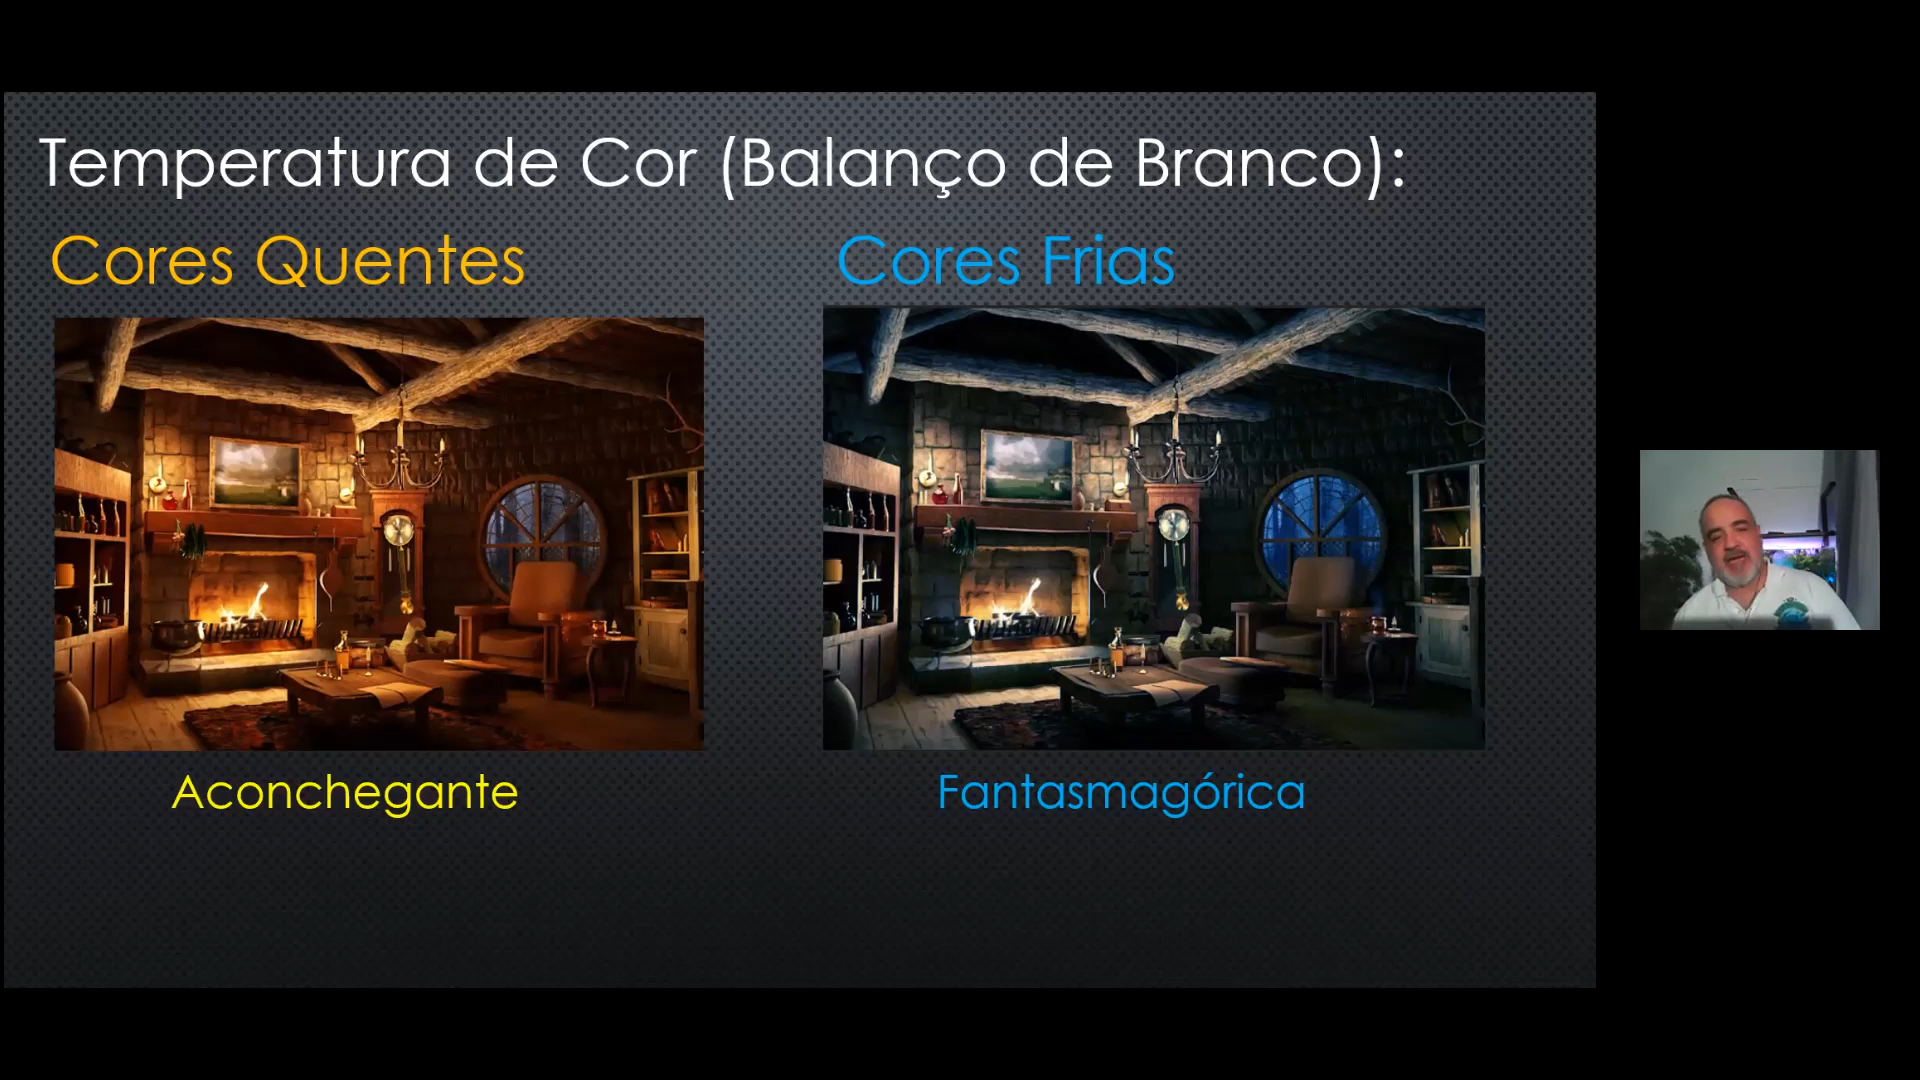 Temperatura de Cor (Balanço de Branco):
Cores Quentes
Cores Frias
Aconchegante
Fantasmagórica